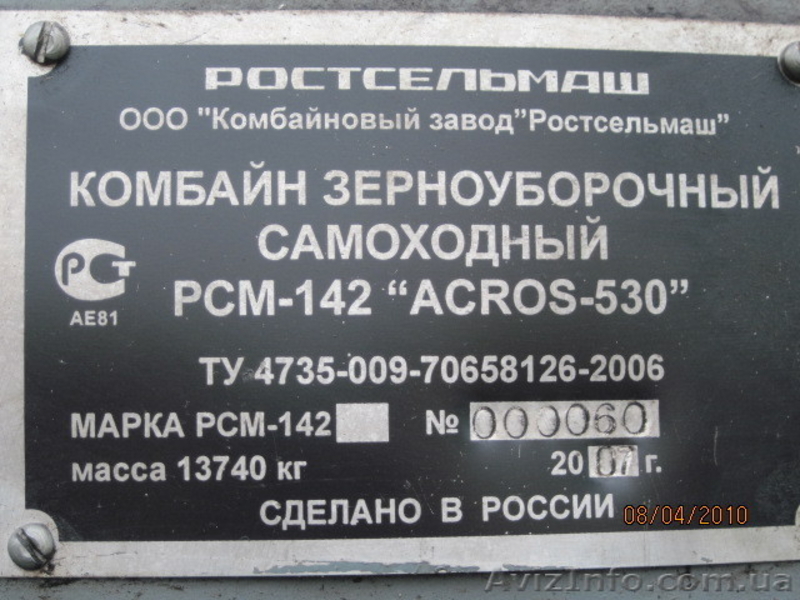 РОСТСЕЛЬМАШ
ООО "Комбайновый завод"Ростсельмаш"
КОМБАЙН ЗЕРНОУБОРОЧНЫЙ
САМОХОДНЫЙ
РСМ-142 “ACROS-530”
РСТ
АЕ81
ТУ 4735-009-70658126-2006
МАРКА РСМ-142 № 000060
масса 13740 кг 2007 г.
СДЕЛАНО В РОССИИ
08/04/2010
AvizInfo.com.ua